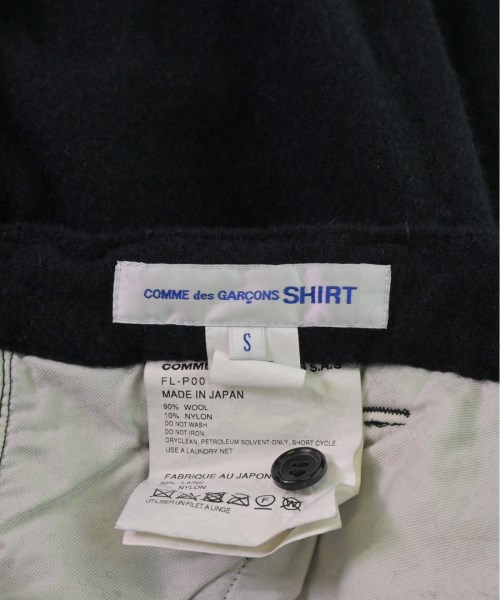 COMME des GARÇONS SHIRT
S
COMME S.A.S
FL-P00
MADE IN JAPAN
90% WOOL
10% NYLON
DO NOT WASH
DO NOT IRON
DRYCLEAN, PETROLEUM SOLVENT ONLY, SHORT CYCLE
USE A LAUNDRY NET
FABRIQUE AU JAPON
90% LAINE
NYLON
F
W
UTILISER UN FILET A LINGE